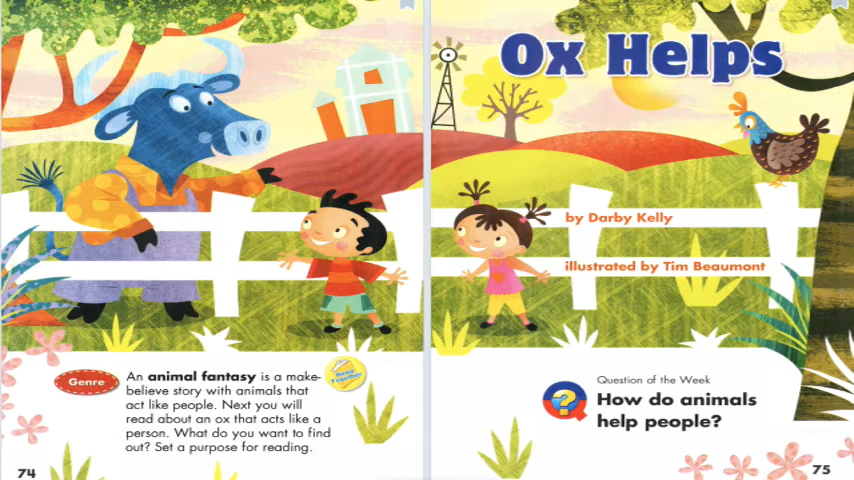 Genre
An animal fantasy is a make-
believe story with animals that
act like people. Next you will
read about an ox that acts like a
person. What do you want to find
out? Set a purpose for reading.
Read
Together
74
Ox Helps
by Darby Kelly
illustrated by Tim Beaumont
?
Question of the Week
How do animals
help people?
75